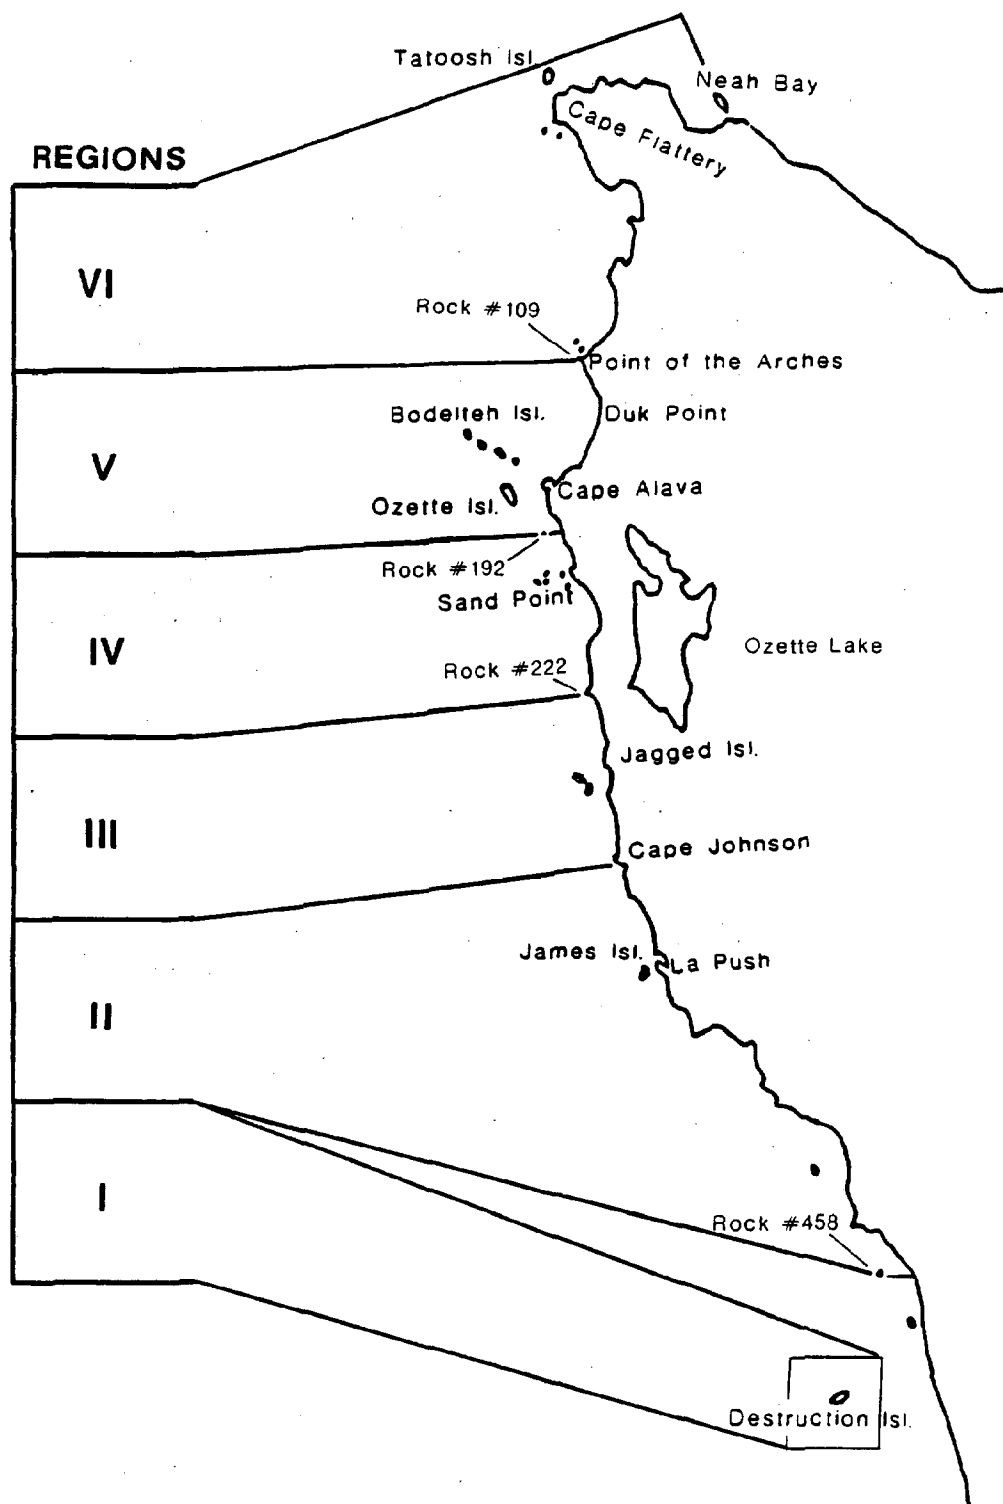 Tatoosh Isl.
Neah Bay
Cape Flattery
REGIONS
VI
Rock #109
Point of the Arches
Bodelteh Isl.
Duk Point
V
Cape Alava
Ozette Isl.
Rock #192
Sand Point
IV
Ozette Lake
Rock #222
Jagged Isl.
III
Cape Johnson
James Isl.
La Push
II
I
Rock #458
Destruction Isl.